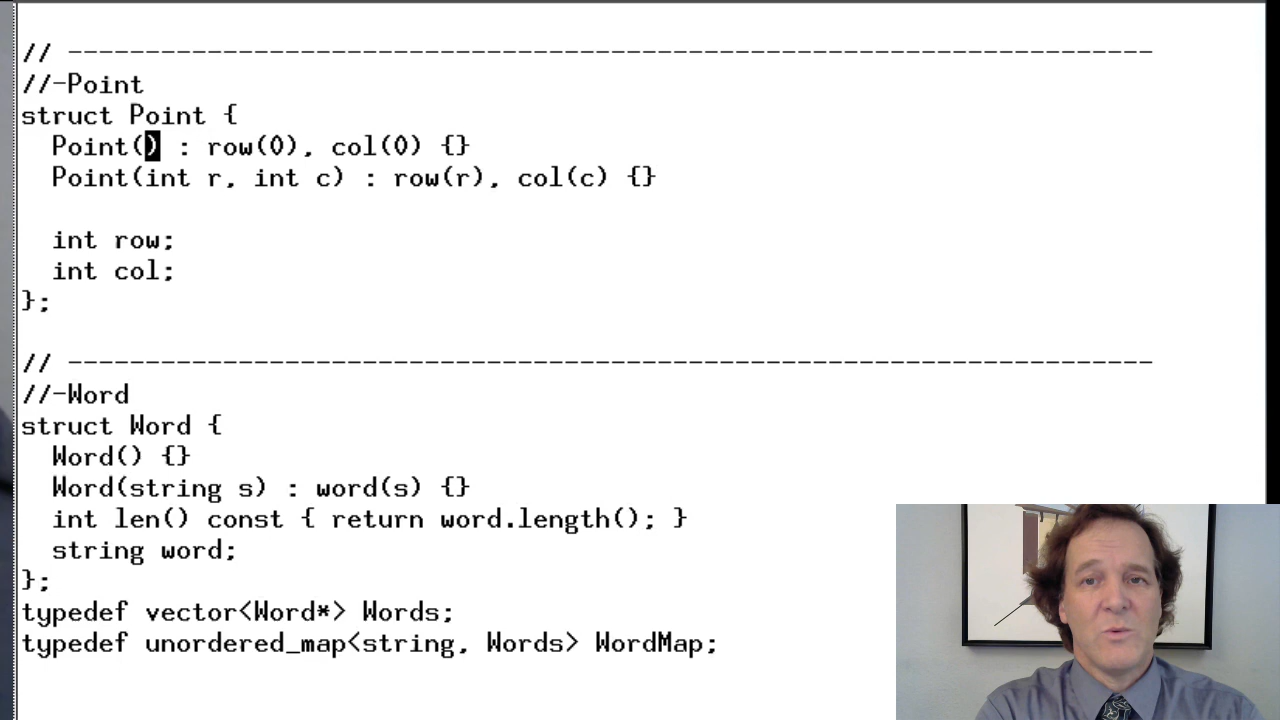 // ----------------------------------------------------------------------
//-Point
struct Point {
  Point() : row(0), col(0) {}
  Point(int r, int c) : row(r), col(c) {}
  int row;
  int col;
};
// ----------------------------------------------------------------------
//-Word
struct Word {
  Word() {}
  Word(string s) : word(s) {}
  int len() const { return word.length(); }
  string word;
};
typedef vector<Word*> Words;
typedef unordered_map<string, Words> WordMap;